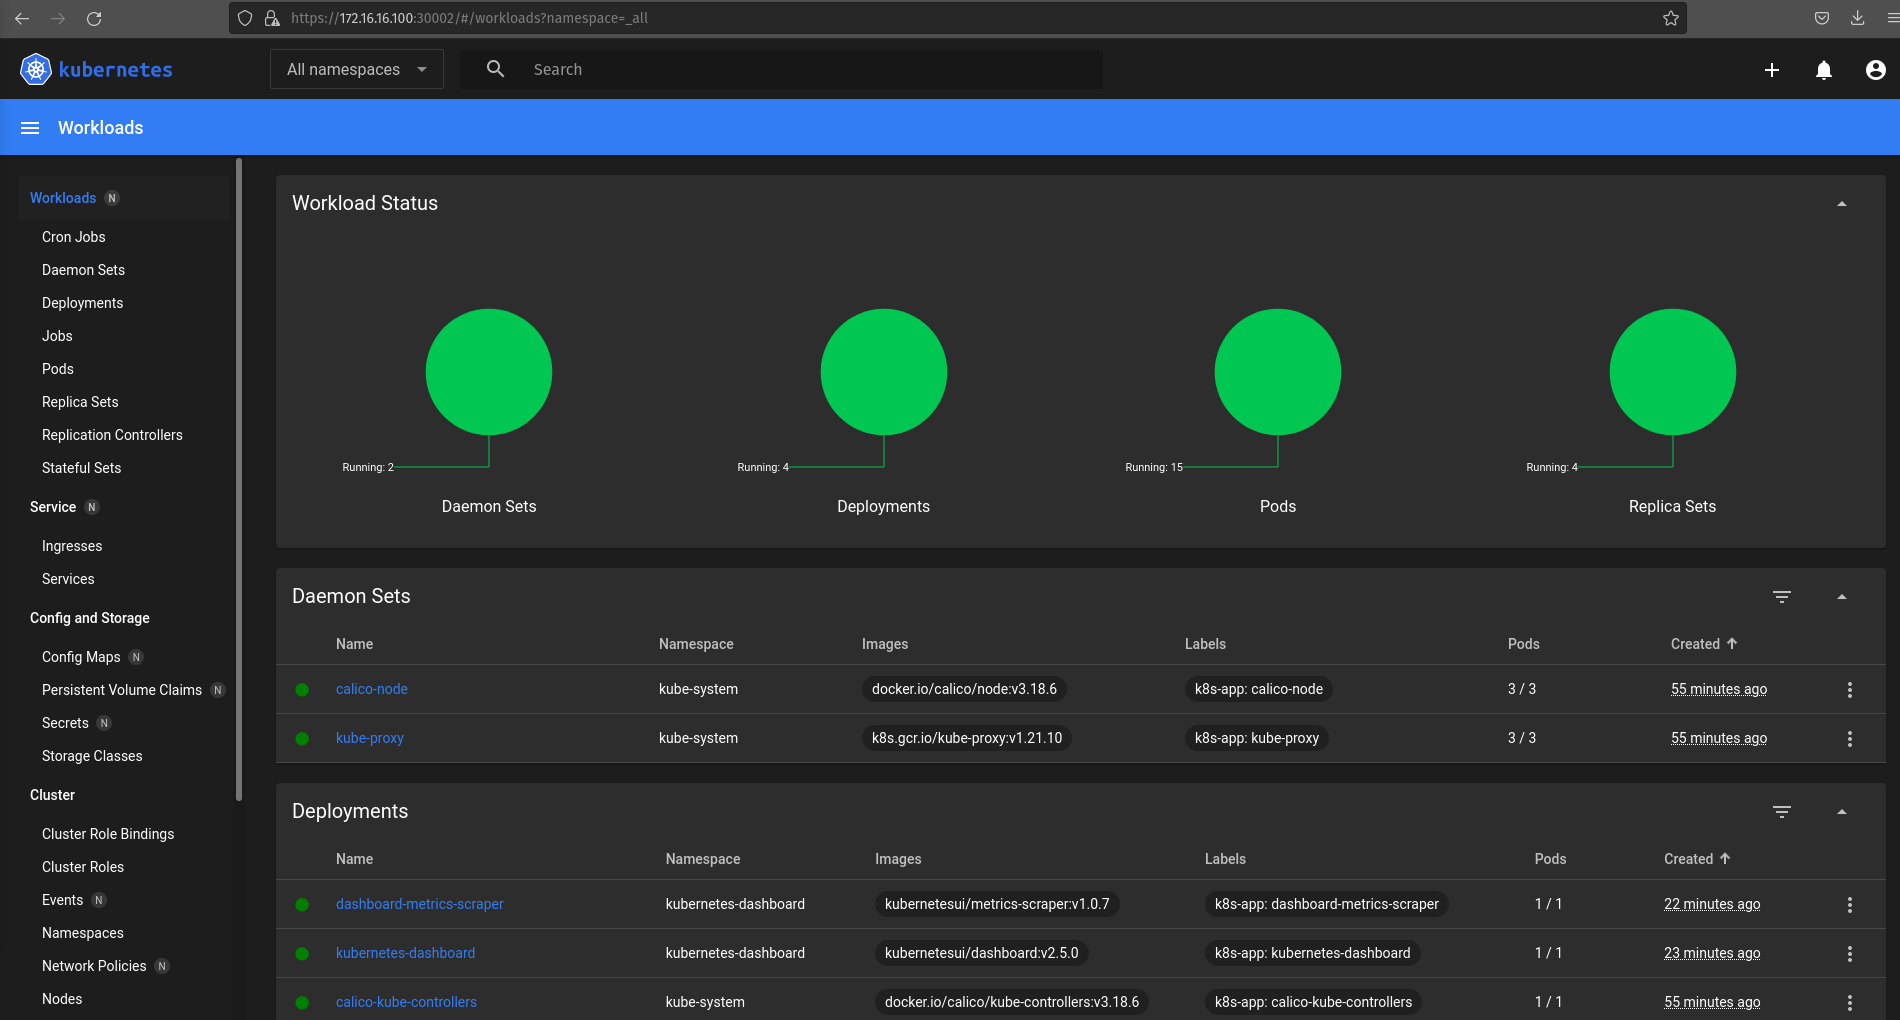 https://172.16.16.100:30002/#/workloads?namespace=_all
kubernetes
All namespaces
Search
Workloads
Workloads N
Cron Jobs
Daemon Sets
Deployments
Jobs
Pods
Replica Sets
Replication Controllers
Stateful Sets
Service N
Ingresses
Services
Config and Storage
Config Maps N
Persistent Volume Claims N
Secrets N
Storage Classes
Cluster
Cluster Role Bindings
Cluster Roles
Events N
Namespaces
Network Policies N
Nodes
Workload Status
Running: 2
Running: 4
Running: 15
Running: 4
Daemon Sets
Deployments
Pods
Replica Sets
Daemon Sets
Name Namespace Images Labels Pods Created
calico-node kube-system docker.io/calico/node:v3.18.6 k8s-app: calico-node 3 / 3 55 minutes ago
kube-proxy kube-system k8s.gcr.io/kube-proxy:v1.21.10 k8s-app: kube-proxy 3 / 3 55 minutes ago
Deployments
Name Namespace Images Labels Pods Created
dashboard-metrics-scraper kubernetes-dashboard kubernetesui/metrics-scraper:v1.0.7 k8s-app: dashboard-metrics-scraper 1 / 1 22 minutes ago
kubernetes-dashboard kubernetes-dashboard kubernetesui/dashboard:v2.5.0 k8s-app: kubernetes-dashboard 1 / 1 23 minutes ago
calico-kube-controllers kube-system docker.io/calico/kube-controllers:v3.18.6 k8s-app: calico-kube-controllers 1 / 1 55 minutes ago